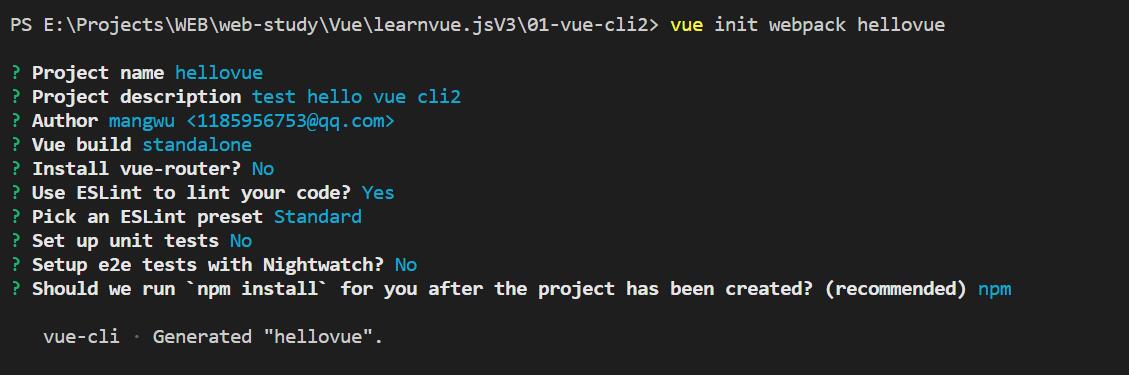 PS E:\Projects\WEB\web-study\Vue\learnvue.jsV3\01-vue-cli2> vue init webpack hellovue
? Project name hellovue
? Project description test hello vue cli2
? Author mangwu <1185956753@qq.com>
? Vue build standalone
? Install vue-router? No
? Use ESLint to lint your code? Yes
? Pick an ESLint preset Standard
? Set up unit tests No
? Setup e2e tests with Nightwatch? No
? Should we run `npm install` for you after the project has been created? (recommended) npm
vue-cli · Generated "hellovue".